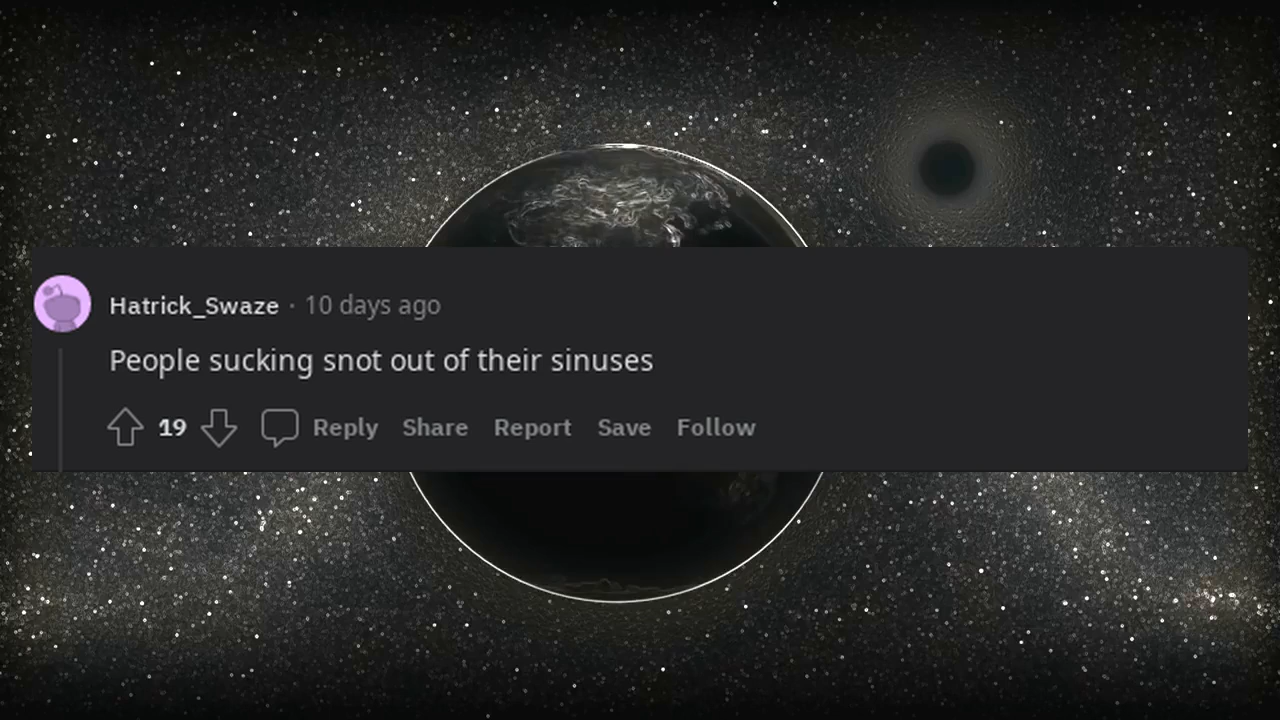 Hatrick_Swaze · 10 days ago
People sucking snot out of their sinuses
19 Reply Share Report Save Follow